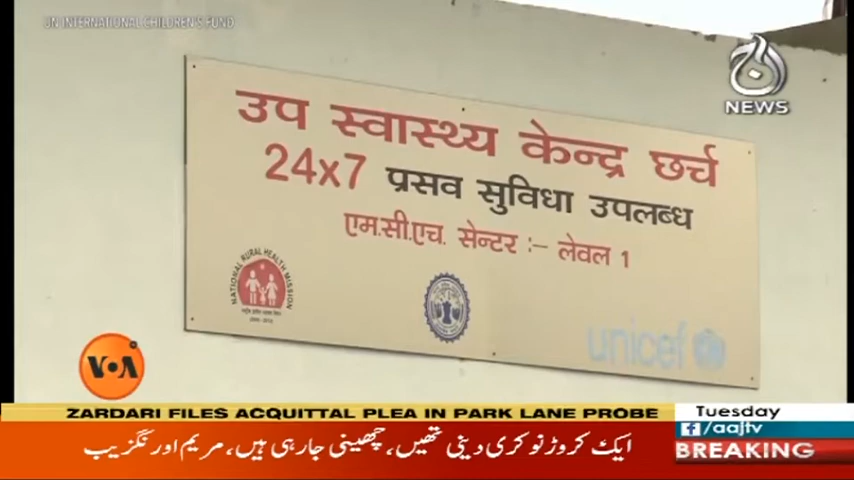 UN INTERNATIONAL CHILDREN'S FUND
آج
NEWS
उप स्वास्थ्य केन्द्र छर्च
24x7 प्रसव सुविधा उपलब्ध
एम.सी.एच. सेन्टर :– लेवल 1
NATIONAL RURAL HEALTH MISSION
unicef
VOA
ZARDARI FILES ACQUITTAL PLEA IN PARK LANE PROBE
Tuesday
f/aajtv
ایک کروڑ نوکری دینی تھیں، چھینی جارہی ہیں، مریم اورنگزیب
BREAKING